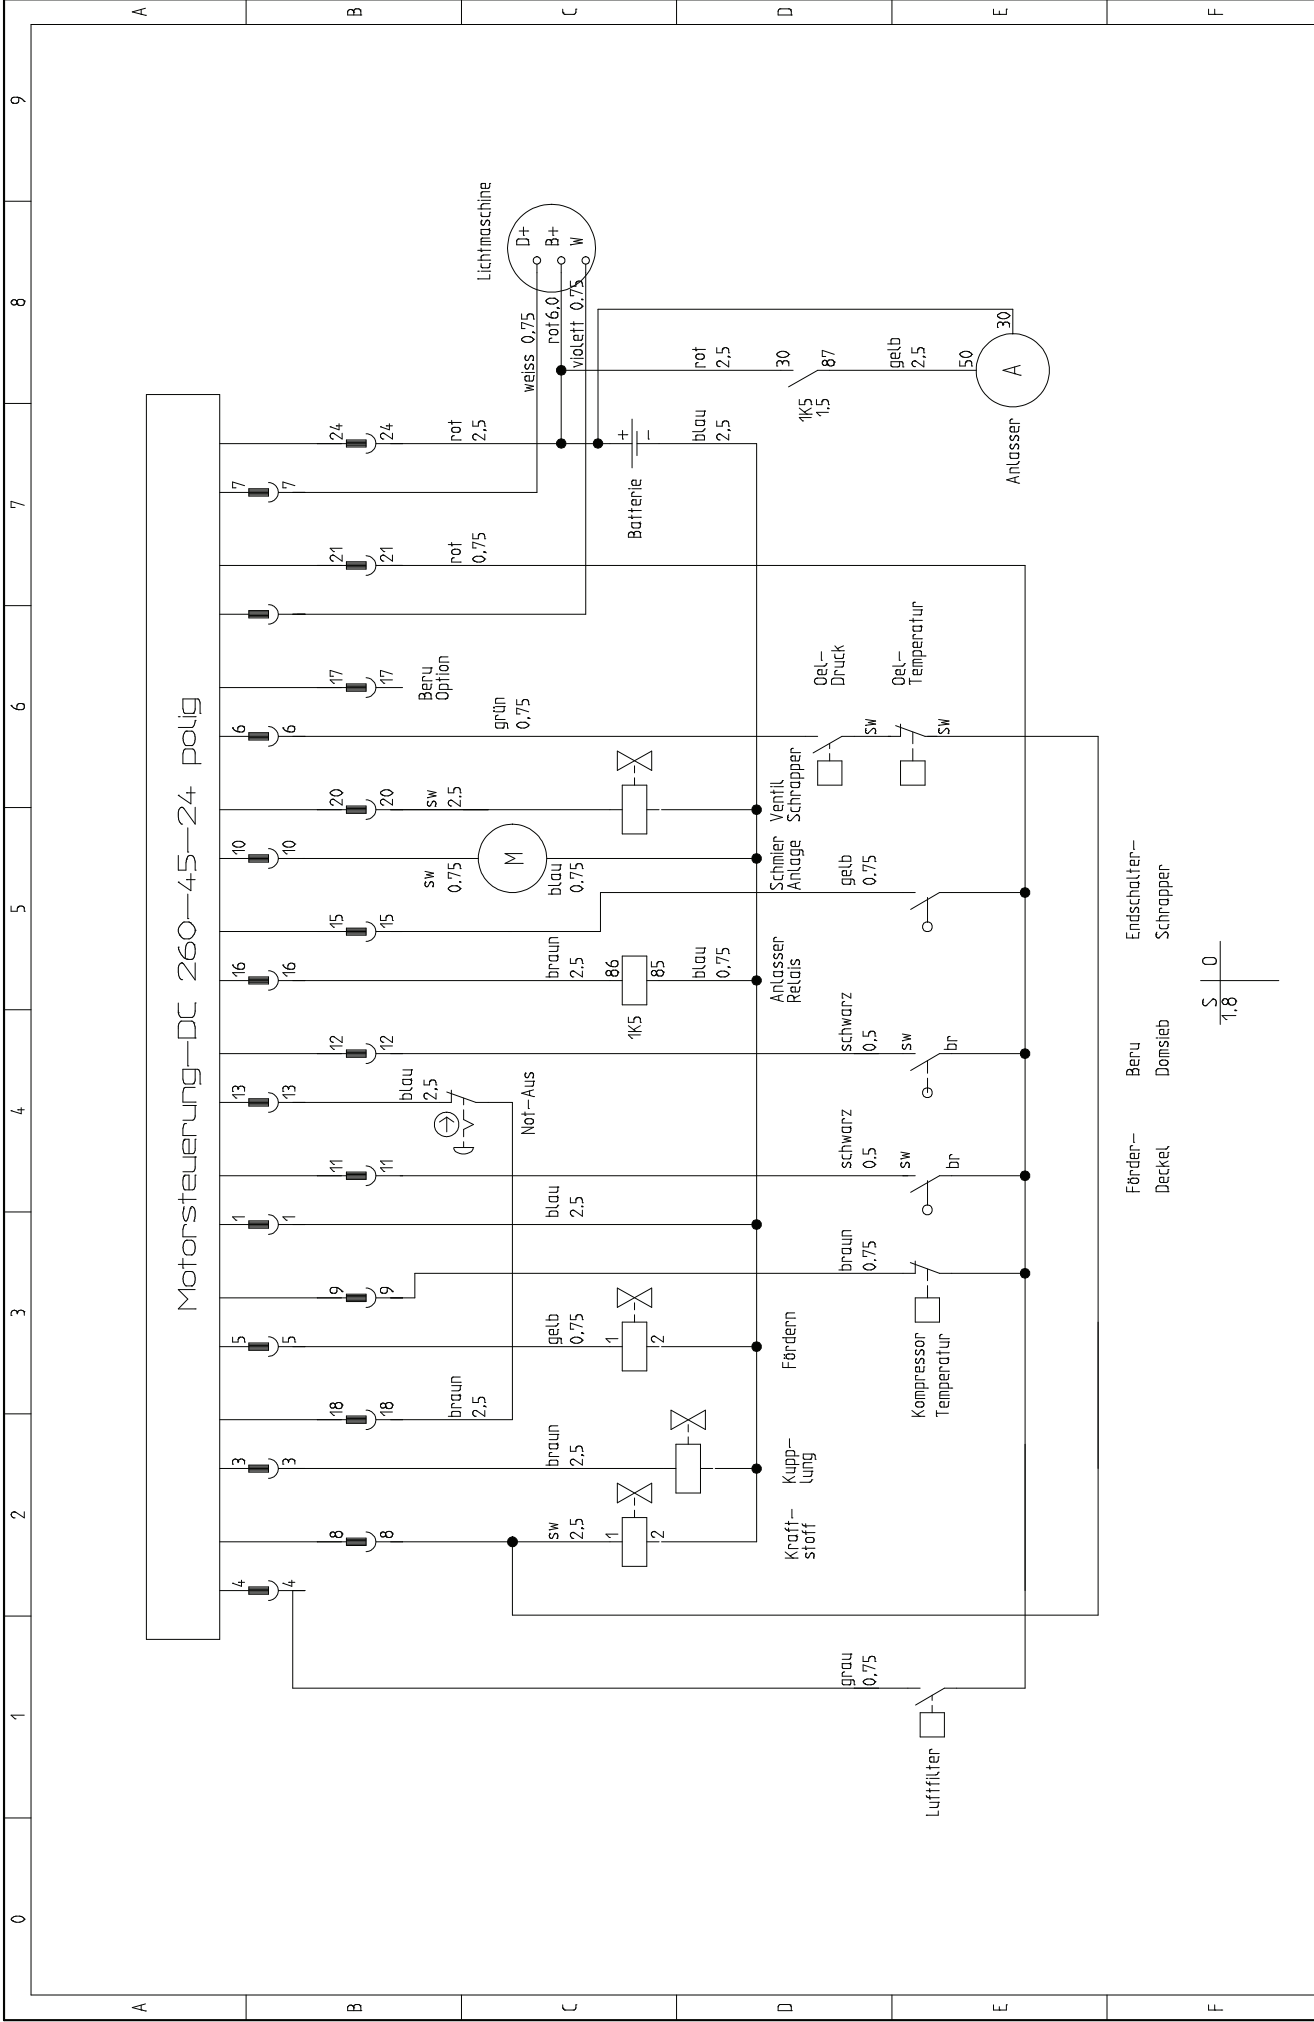 0 1 2 3 4 5 6 7 8 9
A
A
B
B
C
C
D
D
E
E
F
F
Motorsteuerung-DC 260-45-24 polig
4
8
3
18
5
9
1
11
13
12
16
15
10
20
6
17
21
7
24
4
8
3
18
5
9
1
11
13
12
16
15
10
20
6
17
21
7
24
Beru
Option
braun
2,5
blau
2,5
sw
0.75
sw
2.5
rot
0,75
rot
2,5
Not-Aus
M
grün
0,75
Lichtmaschine
D+
B+
W
weiss 0,75
rot6,0
violett 0.75
sw
2,5
braun
2.5
gelb
0,75
blau
2,5
braun
2,5
blau
0.75
1
2
1
2
1K5
86
85
Batterie
+
-
blau
0,75
blau
2,5
rot
2,5
Kraft-
stoff
Kupp-
lung
Fördern
Anlasser
Relais
Schmier
Anlage
Ventil
Schrapper
Oel-
Druck
30
87
1K5
1,5
grau
0,75
braun
0.75
schwarz
0.5
schwarz
0,5
gelb
0.75
sw
Oel-
Temperatur
sw
gelb
2,5
sw
br
sw
br
Luftfilter
Kompressor
Temperatur
50
30
A
Anlasser
Förder-
Deckel
Beru
Domsieb
Endschalter-
Schrapper
S 0
1.8